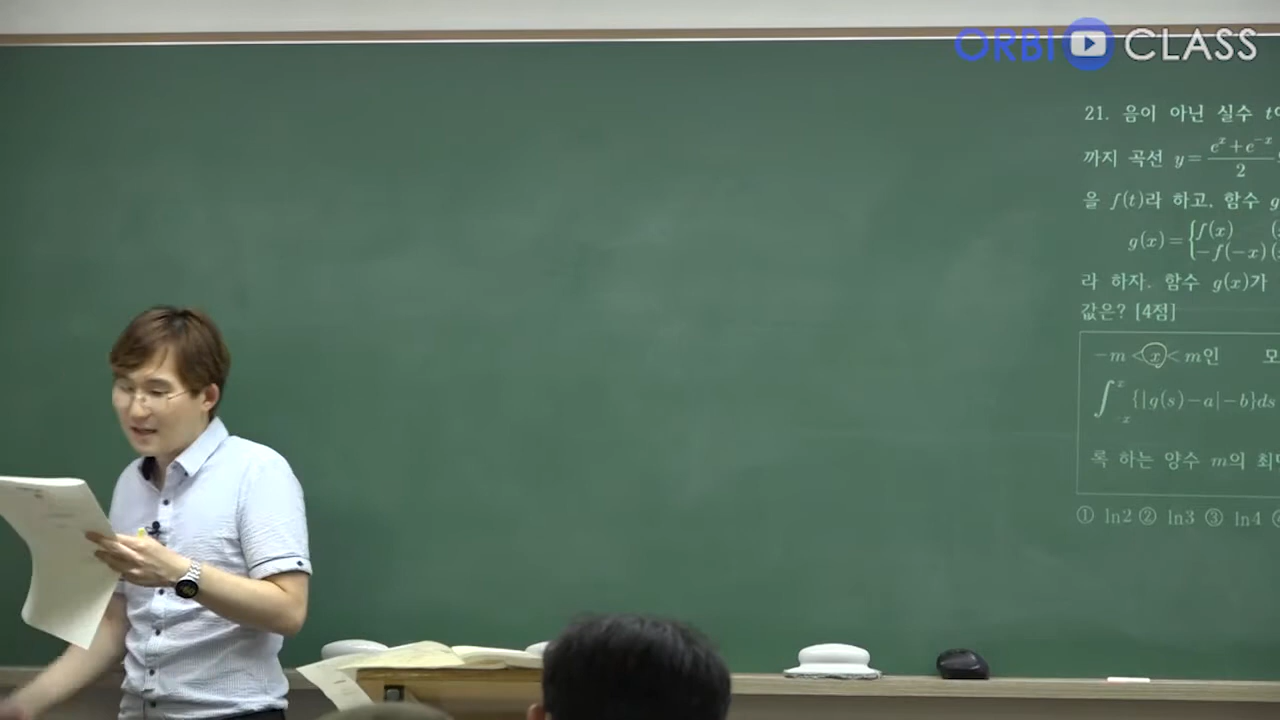 ORBI CLASS
21. 음이 아닌 실수 t
까지 곡선 y=\frac{e^x+e^{-x}}{2}
을 f(t)라 하고, 함수 g
g(x)={f(x)
-f(-x)
라 하자. 함수 g(x)가
값은? [4점]
-m<x<m인 모
∫_{-x}^{x}{|g(s)-a|-b}ds
록 하는 양수 m의 최
① ln2 ② ln3 ③ ln4